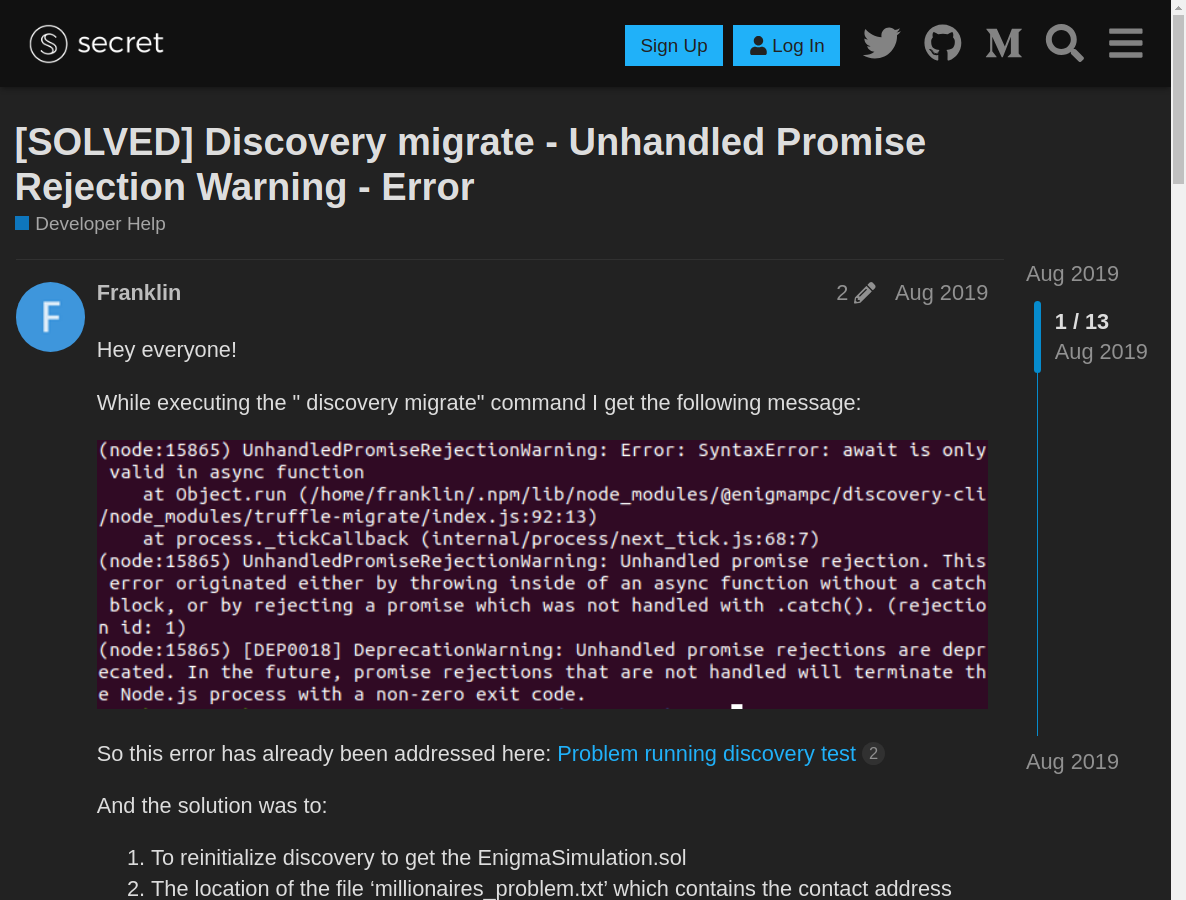 secret
Sign Up
Log In
[SOLVED] Discovery migrate - Unhandled Promise
Rejection Warning - Error
Developer Help
F
Franklin
2
Aug 2019
Hey everyone!
While executing the " discovery migrate" command I get the following message:
(node:15865) UnhandledPromiseRejectionWarning: Error: SyntaxError: await is only
valid in async function
at Object.run (/home/franklin/.npm/lib/node_modules/@enigmampc/discovery-cli
/node_modules/truffle-migrate/index.js:92:13)
at process._tickCallback (internal/process/next_tick.js:68:7)
(node:15865) UnhandledPromiseRejectionWarning: Unhandled promise rejection. This
error originated either by throwing inside of an async function without a catch
block, or by rejecting a promise which was not handled with .catch(). (rejectio
n id: 1)
(node:15865) [DEP0018] DeprecationWarning: Unhandled promise rejections are depr
ecated. In the future, promise rejections that are not handled will terminate th
e Node.js process with a non-zero exit code.
So this error has already been addressed here: Problem running discovery test 2
And the solution was to:
1. To reinitialize discovery to get the EnigmaSimulation.sol
2. The location of the file ‘millionaires_problem.txt’ which contains the contact address
Aug 2019
1 / 13
Aug 2019
Aug 2019